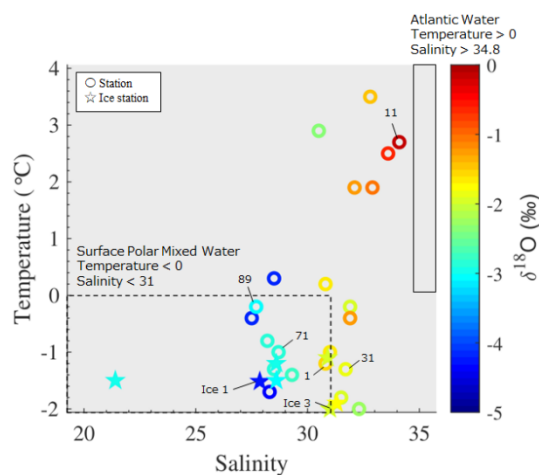 Atlantic Water
Temperature > 0
Salinity > 34.8
Station
Ice station
11
Surface Polar Mixed Water
Temperature < 0
Salinity < 31
89
71
31
1
Ice 1
Ice 3
4
3
2
1
0
-1
-2
Temperature ( °C)
20
25
30
35
Salinity
0
-1
-2
-3
-4
-5
δ18O (‰)